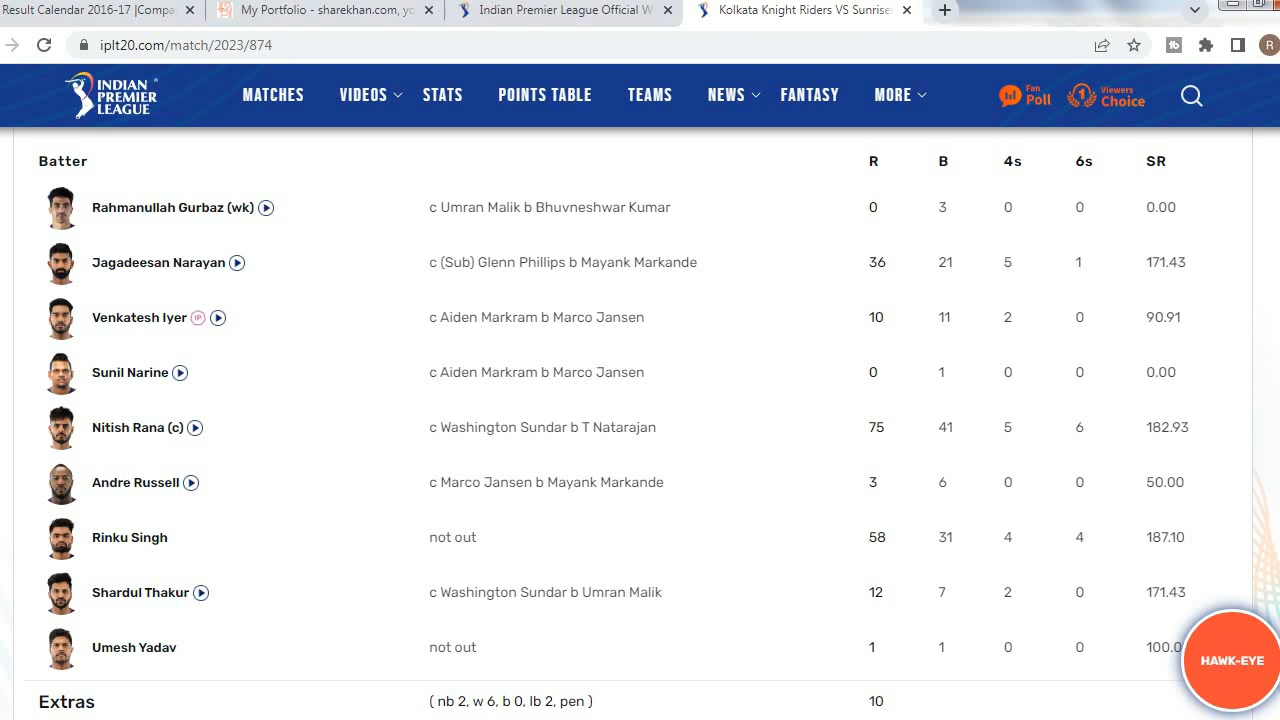 Result Calendar 2016-17 |Compa
My Portfolio - sharekhan.com, yo
Indian Premier League Official W
Kolkata Knight Riders VS Sunrise
iplt20.com/match/2023/874
R
INDIAN PREMIER LEAGUE
MATCHES VIDEOS STATS POINTS TABLE TEAMS NEWS FANTASY MORE
Fan Poll
Viewers Choice
Batter R B 4s 6s SR
Rahmanullah Gurbaz (wk) c Umran Malik b Bhuvneshwar Kumar 0 3 0 0 0.00
Jagadeesan Narayan c (Sub) Glenn Phillips b Mayank Markande 36 21 5 1 171.43
Venkatesh Iyer IP c Aiden Markram b Marco Jansen 10 11 2 0 90.91
Sunil Narine c Aiden Markram b Marco Jansen 0 1 0 0 0.00
Nitish Rana (c) c Washington Sundar b T Natarajan 75 41 5 6 182.93
Andre Russell c Marco Jansen b Mayank Markande 3 6 0 0 50.00
Rinku Singh not out 58 31 4 4 187.10
Shardul Thakur c Washington Sundar b Umran Malik 12 7 2 0 171.43
Umesh Yadav not out 1 1 0 0 100.0
HAWK-EYE
Extras ( nb 2, w 6, b 0, lb 2, pen ) 10